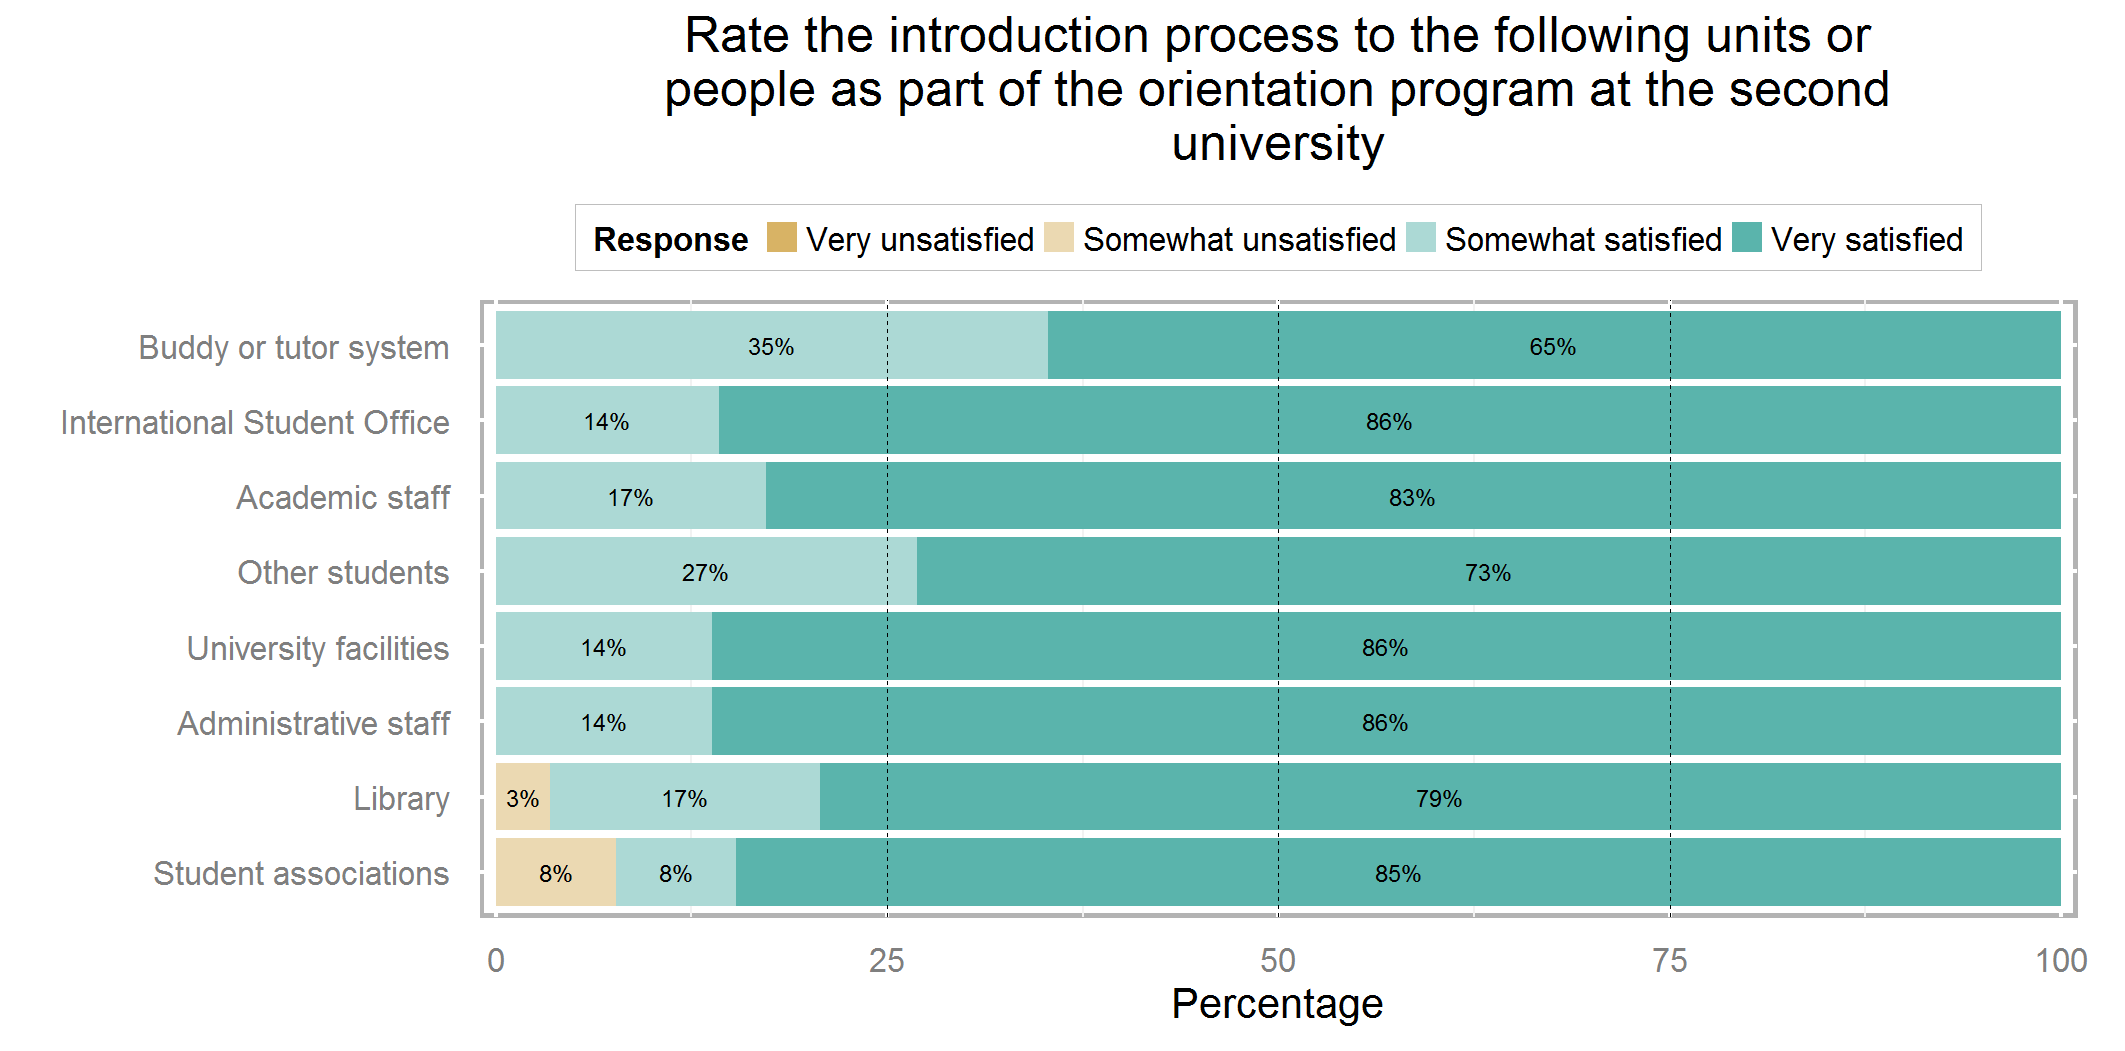 Rate the introduction process to the following units or
people as part of the orientation program at the second
university
Response Very unsatisfied Somewhat unsatisfied Somewhat satisfied Very satisfied
Buddy or tutor system 35% 65%
International Student Office 14% 86%
Academic staff 17% 83%
Other students 27% 73%
University facilities 14% 86%
Administrative staff 14% 86%
Library 3% 17% 79%
Student associations 8% 8% 85%
0 25 50 75 100
Percentage